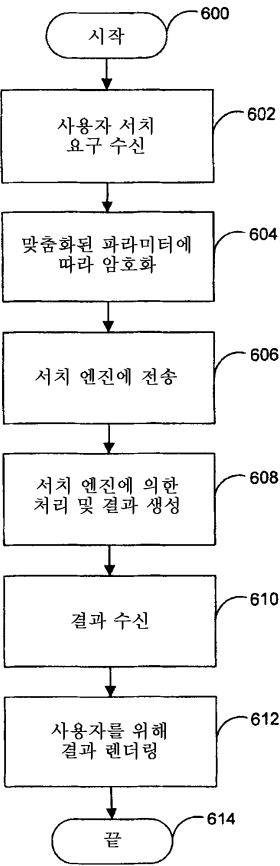 시작
600
사용자 서치
요구 수신
602
맞춤화된 파라미터에
따라 암호화
604
서치 엔진에 전송
606
서치 엔진에 의한
처리 및 결과 생성
608
결과 수신
610
사용자를 위해
결과 렌더링
612
끝
614